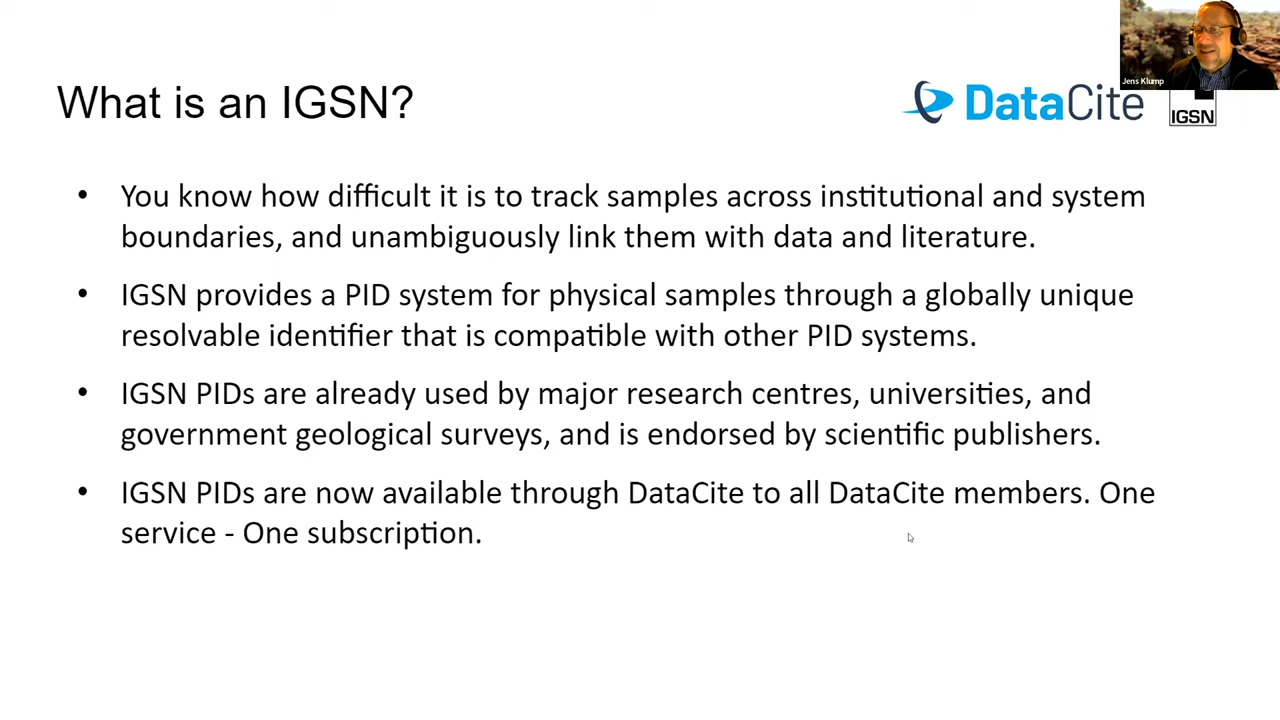 Jens Klump
What is an IGSN?
DataCite
IGSN
• You know how difficult it is to track samples across institutional and system
boundaries, and unambiguously link them with data and literature.
• IGSN provides a PID system for physical samples through a globally unique
resolvable identifier that is compatible with other PID systems.
• IGSN PIDs are already used by major research centres, universities, and
government geological surveys, and is endorsed by scientific publishers.
• IGSN PIDs are now available through DataCite to all DataCite members. One
service - One subscription.